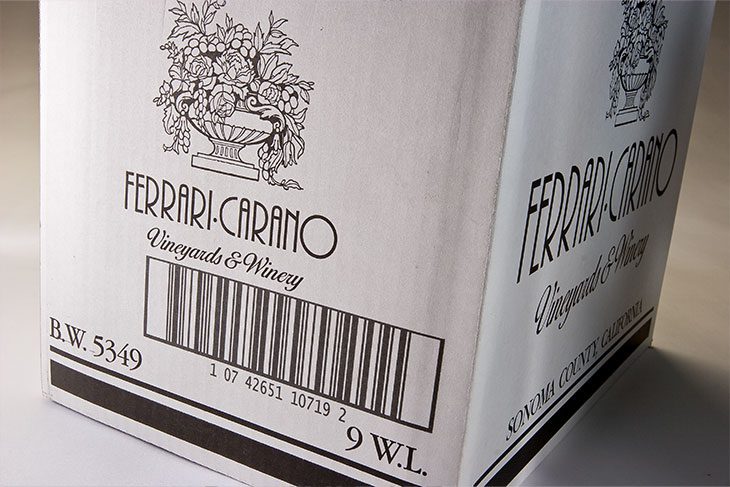 FERRARI·CARANO
Vineyards & Winery
B.W. 5349
1 07 42651 10719 2
9 W.L.
FERRARI·CARANO
Vineyards & Winery
SONOMA COUNTY, CALIFORNIA